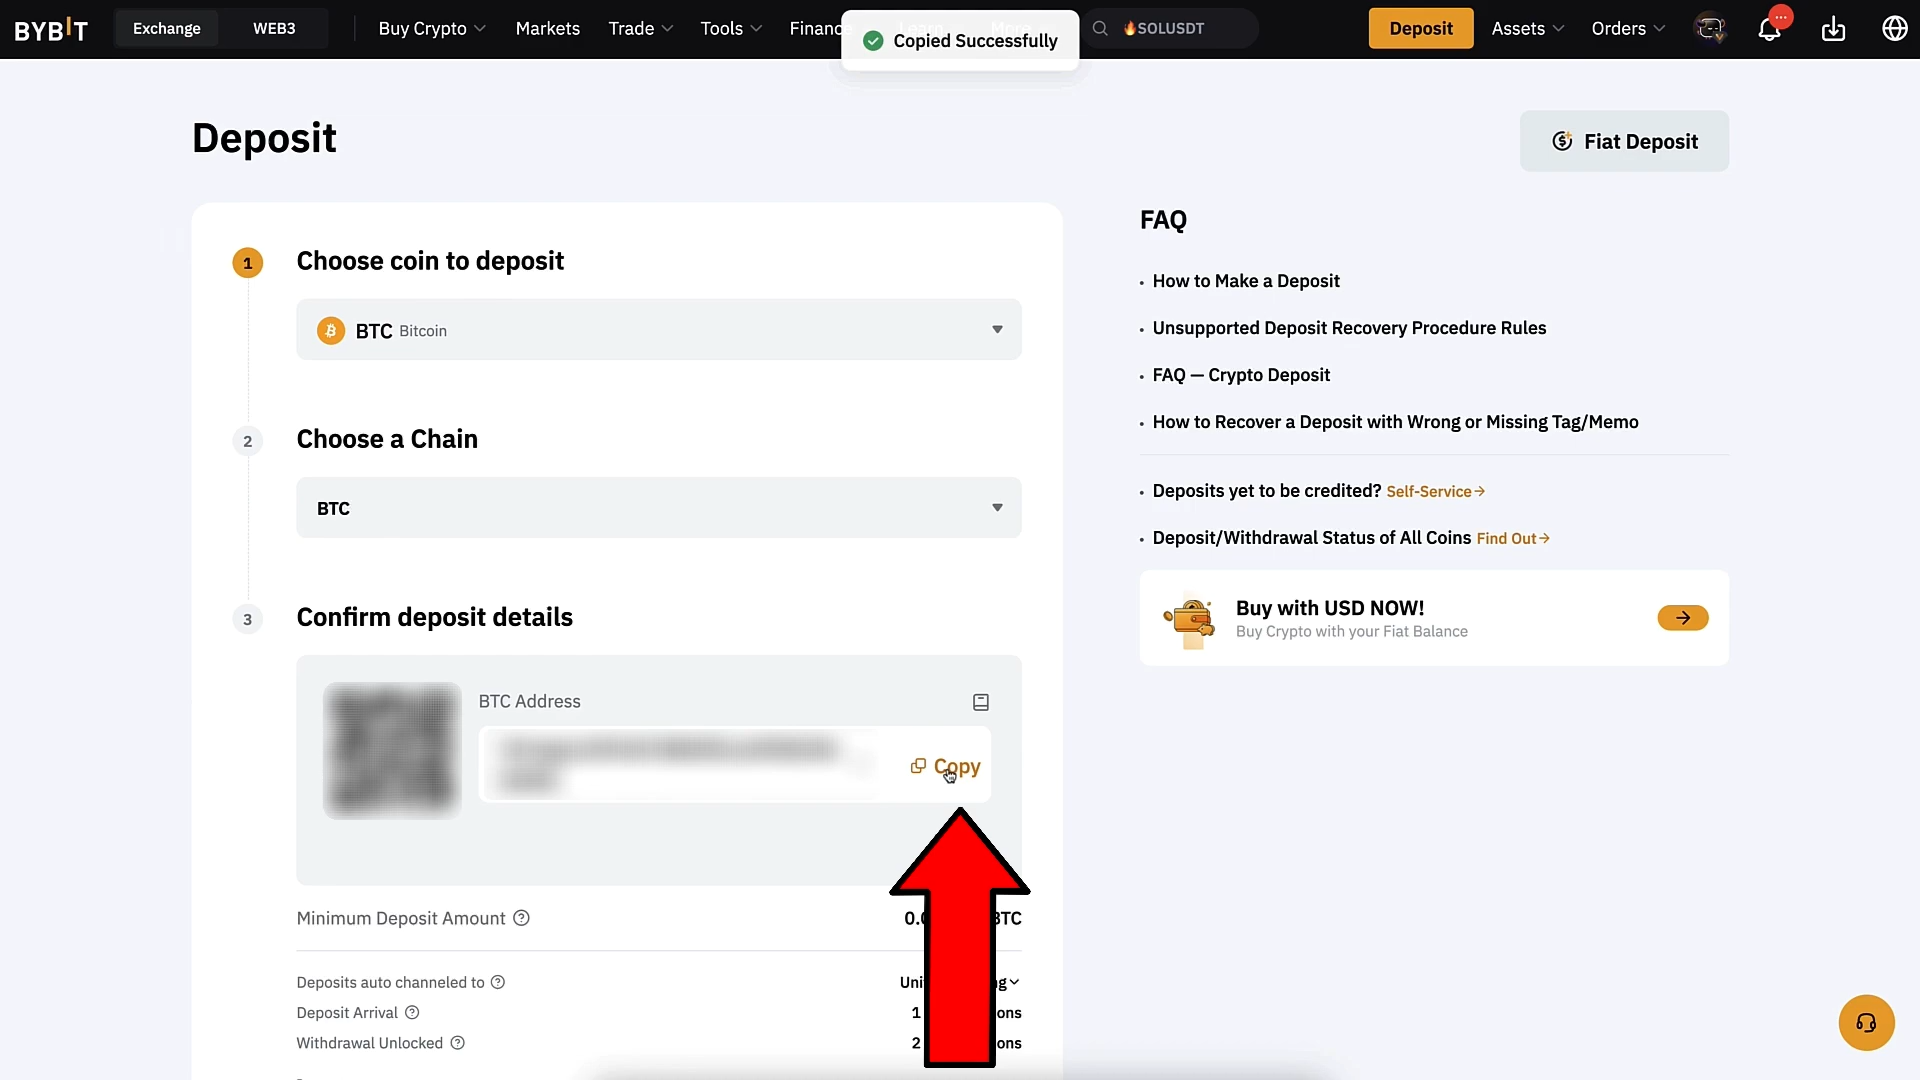 BYBIT
Exchange
WEB3
Buy Crypto
Markets
Trade
Tools
Finance
Copied Successfully
SOLUSDT
Deposit
Assets
Orders
Deposit
Fiat Deposit
1
Choose coin to deposit
BTC Bitcoin
2
Choose a Chain
BTC
3
Confirm deposit details
BTC Address
Copy
Minimum Deposit Amount
BTC
Deposits auto channeled to
Deposit Arrival
1
Withdrawal Unlocked
2
FAQ
• How to Make a Deposit
• Unsupported Deposit Recovery Procedure Rules
• FAQ — Crypto Deposit
• How to Recover a Deposit with Wrong or Missing Tag/Memo
• Deposits yet to be credited? Self-Service→
• Deposit/Withdrawal Status of All Coins Find Out→
Buy with USD NOW!
Buy Crypto with your Fiat Balance